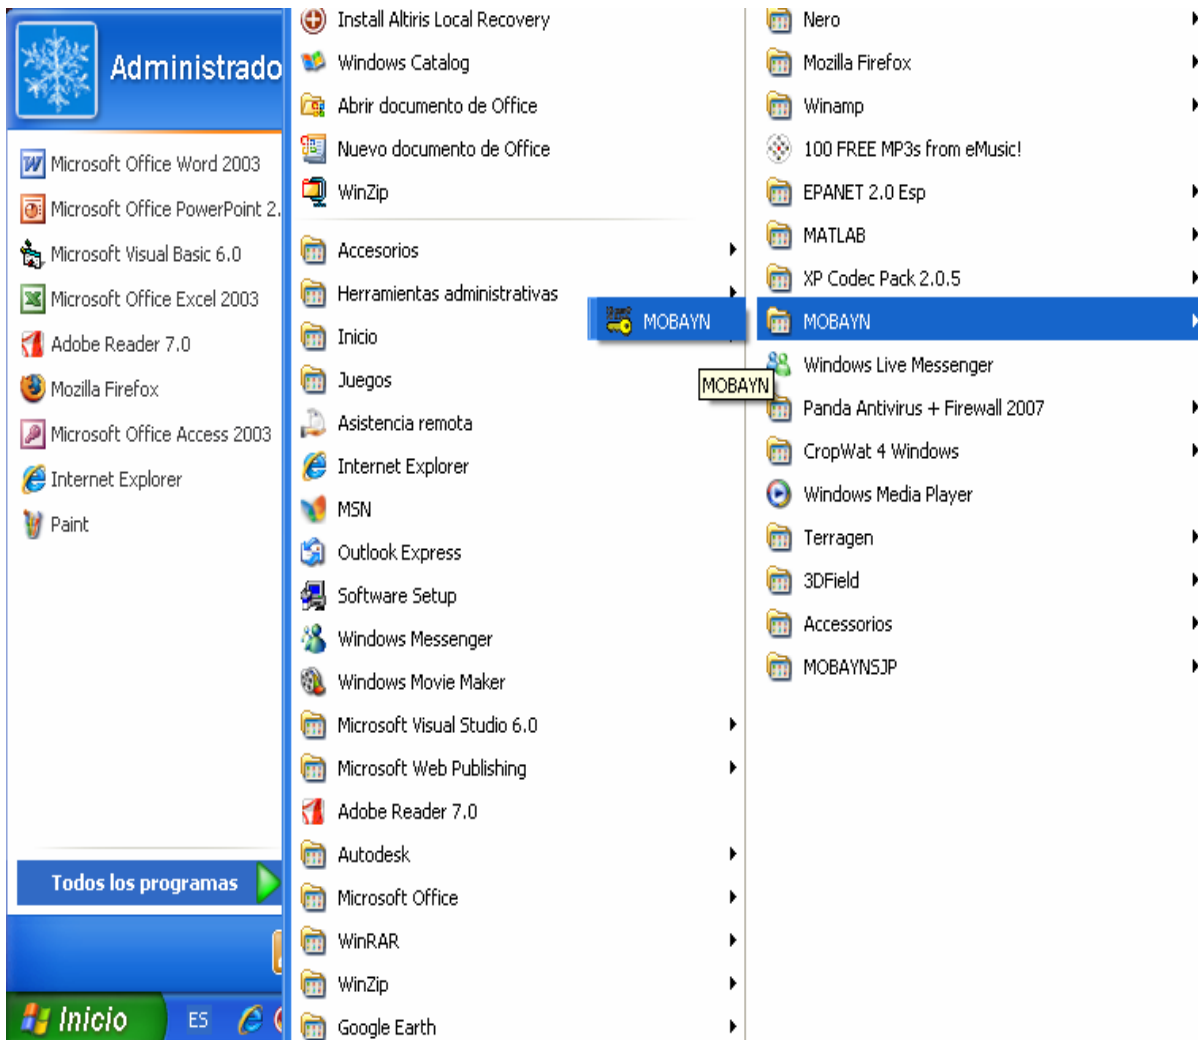 Administrado
Microsoft Office Word 2003
Microsoft Office PowerPoint 2.
Microsoft Visual Basic 6.0
Microsoft Office Excel 2003
Adobe Reader 7.0
Mozilla Firefox
Microsoft Office Access 2003
Internet Explorer
Paint
Todos los programas
Inicio
ES
Install Altiris Local Recovery
Windows Catalog
Abrir documento de Office
Nuevo documento de Office
WinZip
Accesorios
Herramientas administrativas
Inicio
Juegos
Asistencia remota
Internet Explorer
MSN
Outlook Express
Software Setup
Windows Messenger
Windows Movie Maker
Microsoft Visual Studio 6.0
Microsoft Web Publishing
Adobe Reader 7.0
Autodesk
Microsoft Office
WinRAR
WinZip
Google Earth
MOBAYN
MOBAYN
Nero
Mozilla Firefox
Winamp
100 FREE MP3s from eMusic!
EPANET 2.0 Esp
MATLAB
XP Codec Pack 2.0.5
MOBAYN
Windows Live Messenger
Panda Antivirus + Firewall 2007
CropWat 4 Windows
Windows Media Player
Terragen
3DField
Accessorios
MOBAYNSJP